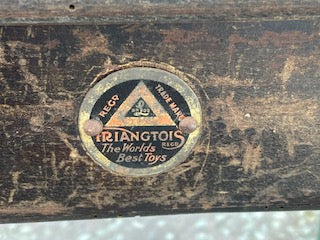 REGD TRADE MARK
TRIANGTOIS
REGD
The Worlds
Best Toys